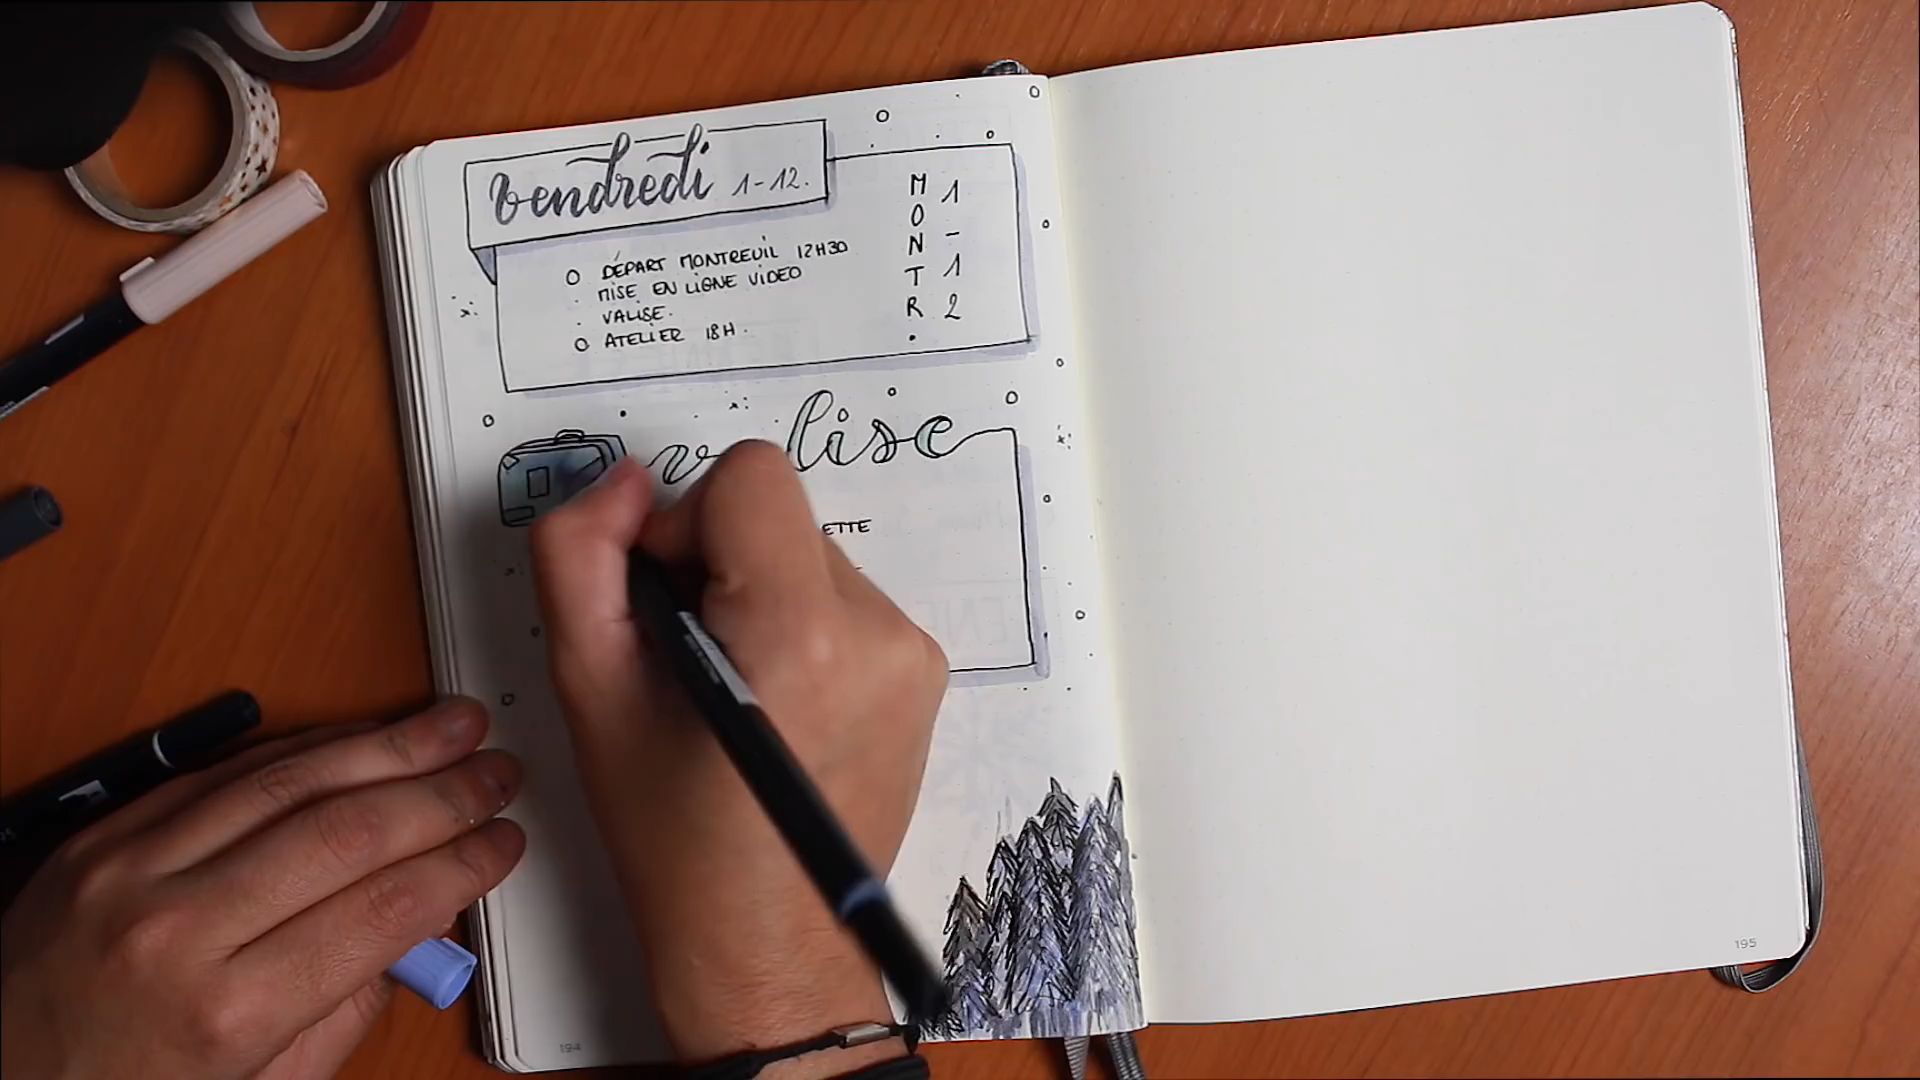 Vendredi 1-12.
O DÉPART MONTREUIL 12H30
. MISE EN LIGNE VIDEO
. VALISE.
O ATELIER 18H.
M
O
N
T
R
.
1
-
1
2
v lise
ETTE
194
195